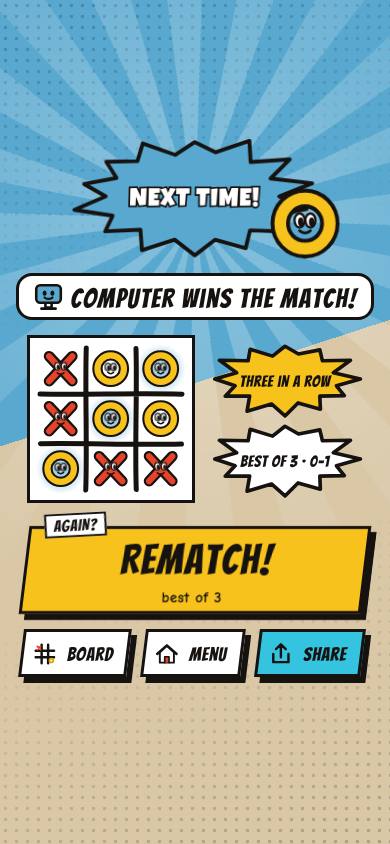 NEXT TIME!
COMPUTER WINS THE MATCH!
THREE IN A ROW
BEST OF 3 · 0-1
AGAIN?
REMATCH!
best of 3
BOARD
MENU
SHARE